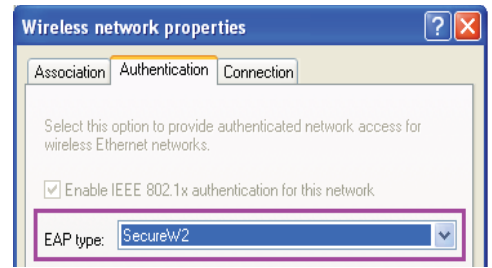 Wireless network properties
Association Authentication Connection
Select this option to provide authenticated network access for
wireless Ethernet networks.
Enable IEEE 802.1x authentication for this network
EAP type: SecureW2